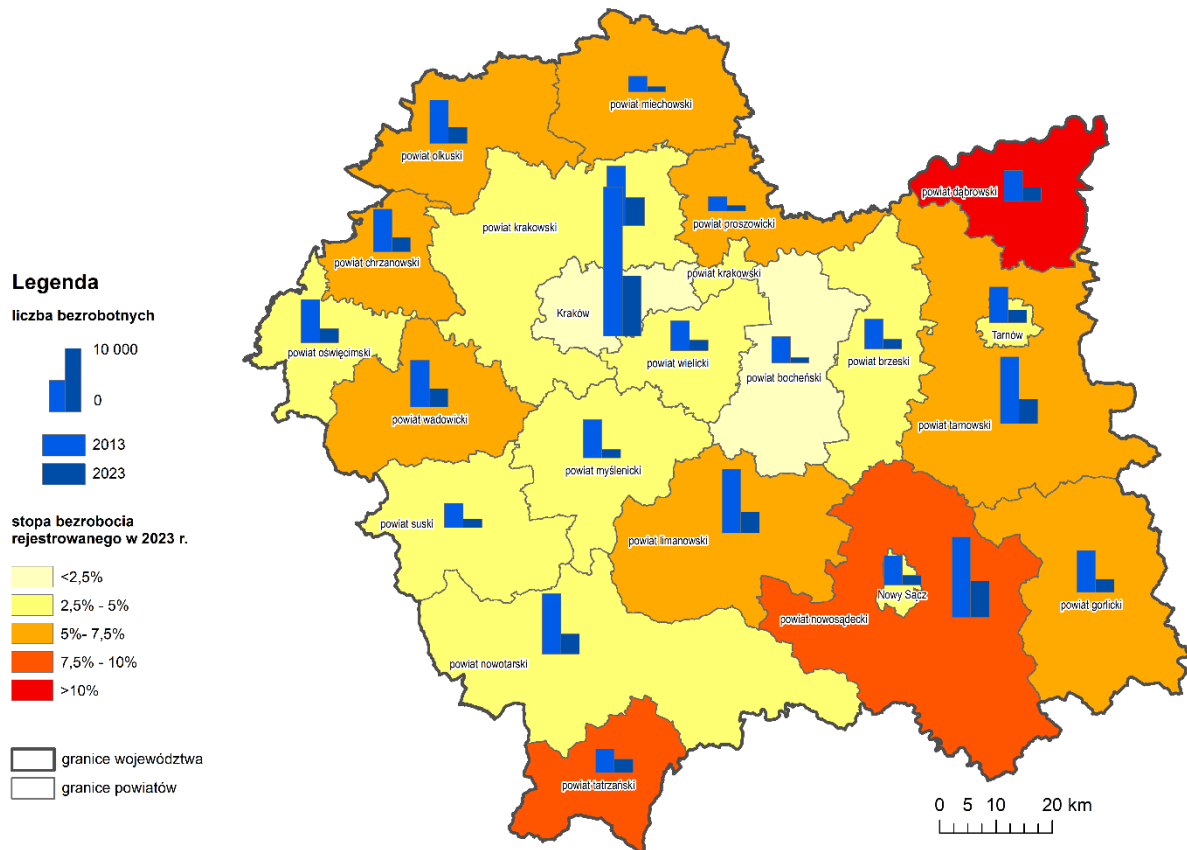 powiat miechowski
powiat olkuski
powiat dąbrowski
powiat proszowicki
powiat krakowski
powiat chrzanowski
powiat krakowski
Kraków
Tarnów
powiat oświęcimski
powiat wielicki
powiat bocheński
powiat brzeski
powiat wadowicki
powiat tarnowski
powiat myślenicki
powiat suski
powiat limanowski
Nowy Sącz
powiat gorlicki
powiat nowosądecki
powiat nowotarski
powiat tatrzański
Legenda
liczba bezrobotnych
10 000
0
2013
2023
stopa bezrobocia
rejestrowanego w 2023 r.
<2,5%
2,5% - 5%
5%- 7,5%
7,5% - 10%
>10%
granice województwa
granice powiatów
0 5 10 20 km